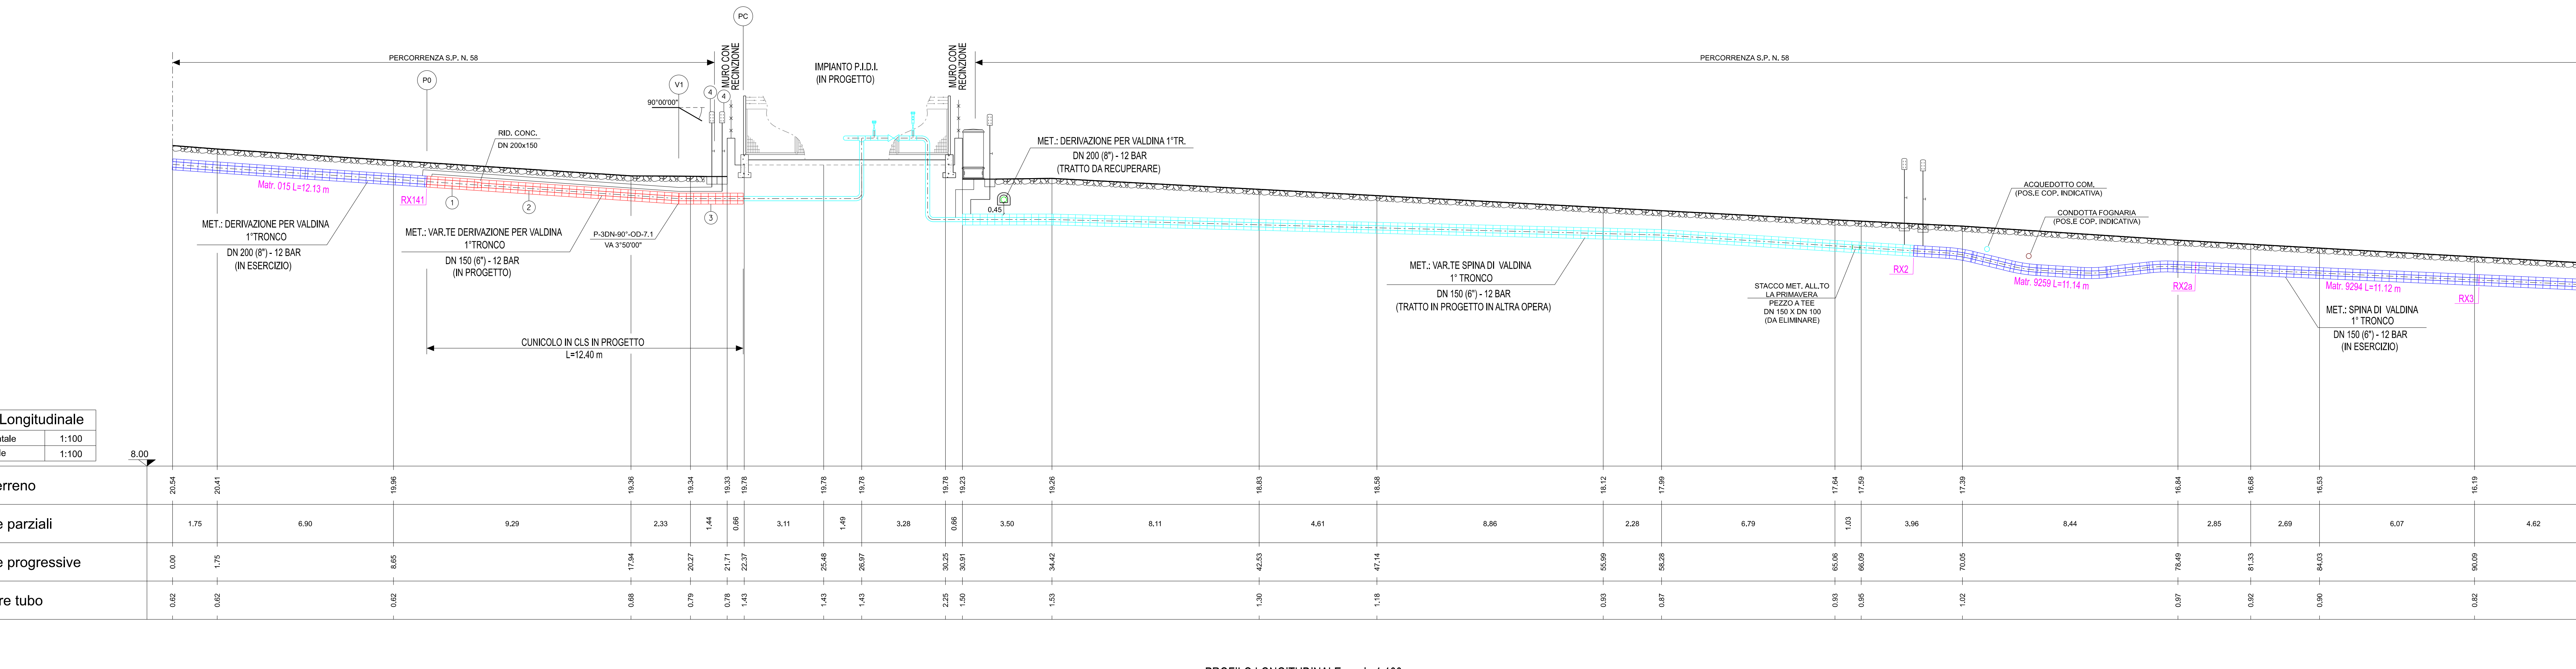 PC
PERCORRENZA S.P. N. 58
MURO CON
RECINZIONE
IMPIANTO P.I.D.I.
(IN PROGETTO)
MURO CON
RECINZIONE
PERCORRENZA S.P. N. 58
P0
V1
4
4
90°00'00"
RID. CONC.
DN 200x150
Matr. 015 L=12.13 m
RX141
1
2
3
MET.: DERIVAZIONE PER VALDINA
1°TRONCO
DN 200 (8") - 12 BAR
(IN ESERCIZIO)
MET.: VAR.TE DERIVAZIONE PER VALDINA
1°TRONCO
DN 150 (6") - 12 BAR
(IN PROGETTO)
P-3DN-90°-OD-7.1
VA 3°50'00"
MET.: DERIVAZIONE PER VALDINA 1°TR.
DN 200 (8") - 12 BAR
(TRATTO DA RECUPERARE)
0.45
MET.: VAR.TE SPINA DI VALDINA
1° TRONCO
DN 150 (6") - 12 BAR
(TRATTO IN PROGETTO IN ALTRA OPERA)
STACCO MET. ALL.TO
LA PRIMAVERA
PEZZO A TEE
DN 150 X DN 100
(DA ELIMINARE)
RX2
ACQUEDOTTO COM.
(POS.E COP. INDICATIVA)
CONDOTTA FOGNARIA
(POS.E COP. INDICATIVA)
Matr. 9259 L=11.14 m
RX2a
Matr. 9294 L=11.12 m
RX3
MET.: SPINA DI VALDINA
1° TRONCO
DN 150 (6") - 12 BAR
(IN ESERCIZIO)
CUNICOLO IN CLS IN PROGETTO
L=12.40 m
Longitudinale
ntale 1:100
le 1:100
8.00
erreno 20.54 20.41 19.96 19.36 19.34 19.33 19.78 19.78 19.78 19.78 19.23 19.26 18.83 18.58 18.12 17.99 17.64 17.59 17.39 16.84 16.68 16.53 16.19
e parziali 1.75 6.90 9.29 2.33 1.44 0.66 3.11 1.49 3.28 0.66 3.50 8.11 4.61 8.86 2.28 6.79 1.03 3.96 8.44 2.85 2.69 6.07 4.62
e progressive 0.00 1.75 8.65 17.94 20.27 21.71 22.37 25.48 26.97 30.25 30.91 34.42 42.53 47.14 55.99 58.28 65.06 66.09 70.05 78.49 81.33 84.03 90.09
re tubo 0.62 0.62 0.62 0.68 0.79 0.78 1.43 1.43 1.43 2.25 1.50 1.53 1.30 1.18 0.93 0.87 0.93 0.95 1.02 0.97 0.92 0.90 0.82